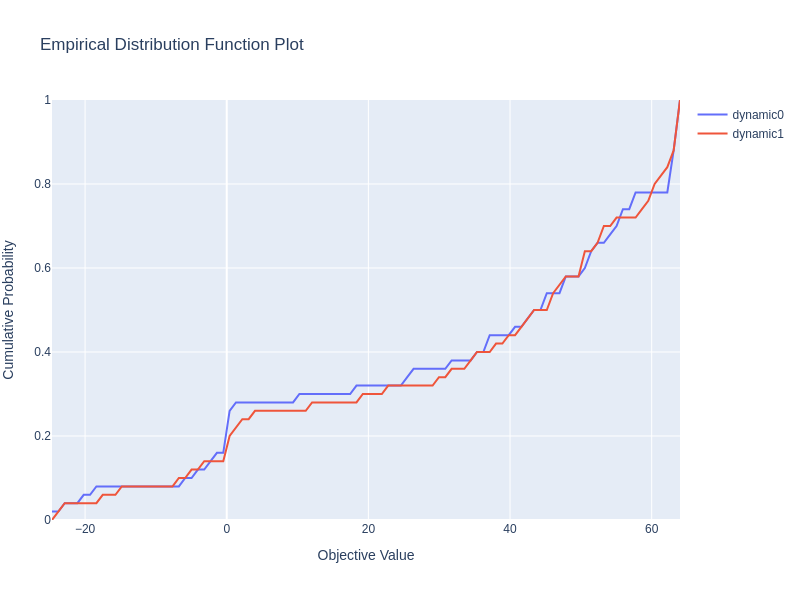 Empirical Distribution Function Plot
1
0.8
0.6
0.4
0.2
0
Cumulative Probability
−20
0
20
40
60
Objective Value
dynamic0
dynamic1